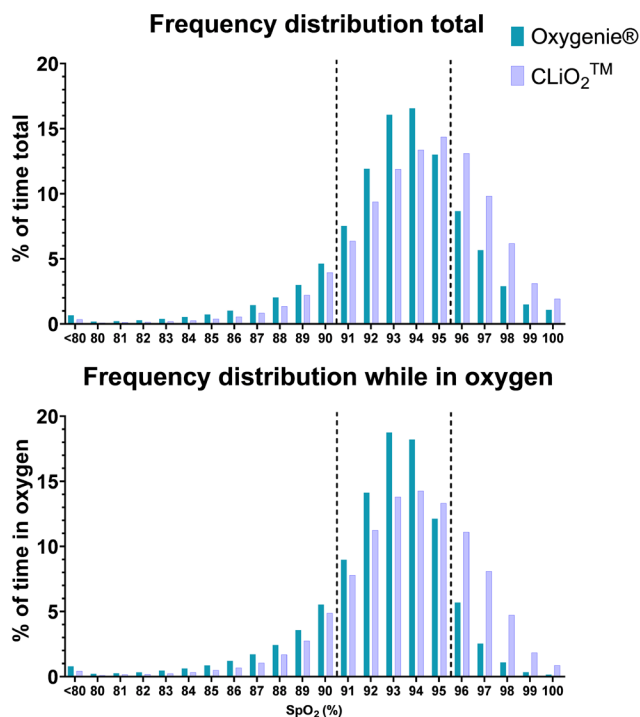 Frequency distribution total
Oxygenie®
CLiO₂™
% of time total
20
15
10
5
0
<80 80 81 82 83 84 85 86 87 88 89 90 91 92 93 94 95 96 97 98 99 100
Frequency distribution while in oxygen
% of time in oxygen
20
15
10
5
0
<80 80 81 82 83 84 85 86 87 88 89 90 91 92 93 94 95 96 97 98 99 100
SpO₂ (%)